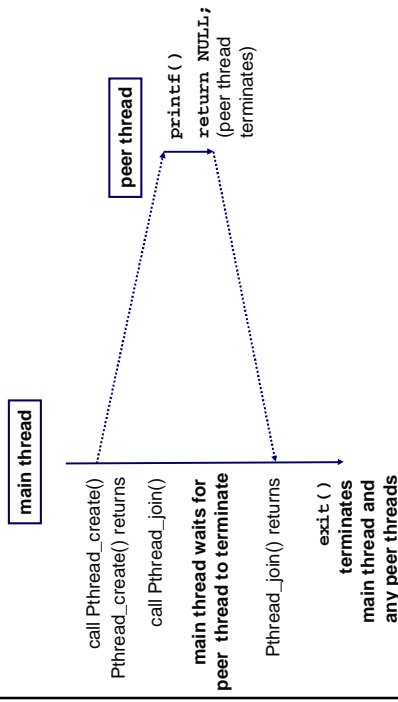 main thread
peer thread
call Pthread_create()
Pthread_create() returns
call Pthread_join()
main thread waits for
peer thread to terminate
Pthread_join() returns
exit()
terminates
main thread and
any peer threads
printf()
return NULL;
(peer thread
terminates)